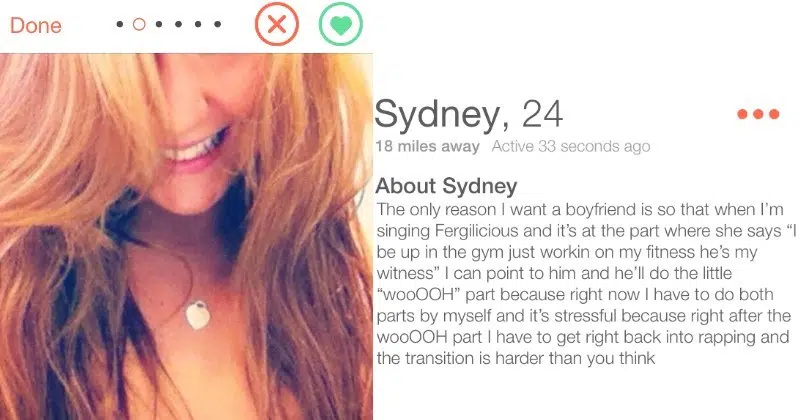 Done
Sydney, 24
18 miles away Active 33 seconds ago
About Sydney
The only reason I want a boyfriend is so that when I'm
singing Fergilicious and it's at the part where she says "I
be up in the gym just workin on my fitness he's my
witness" I can point to him and he'll do the little
"wooOOH" part because right now I have to do both
parts by myself and it's stressful because right after the
wooOOH part I have to get right back into rapping and
the transition is harder than you think